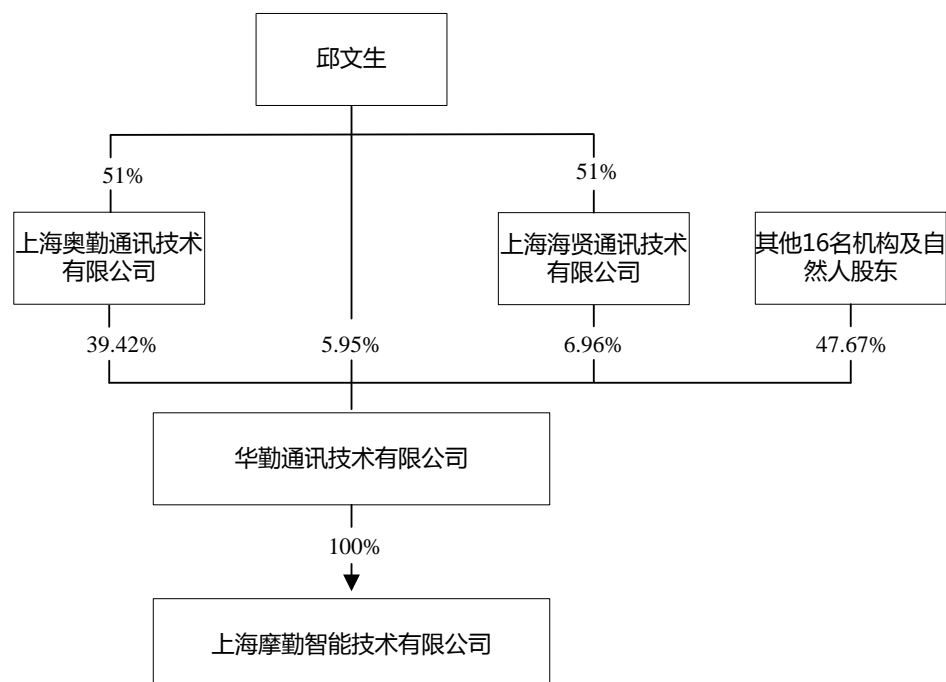 邱文生
51%
51%
上海奥勤通讯技术
有限公司
上海海贤通讯技术
有限公司
其他16名机构及自
然人股东
39.42%
5.95%
6.96%
47.67%
华勤通讯技术有限公司
100%
上海摩勤智能技术有限公司